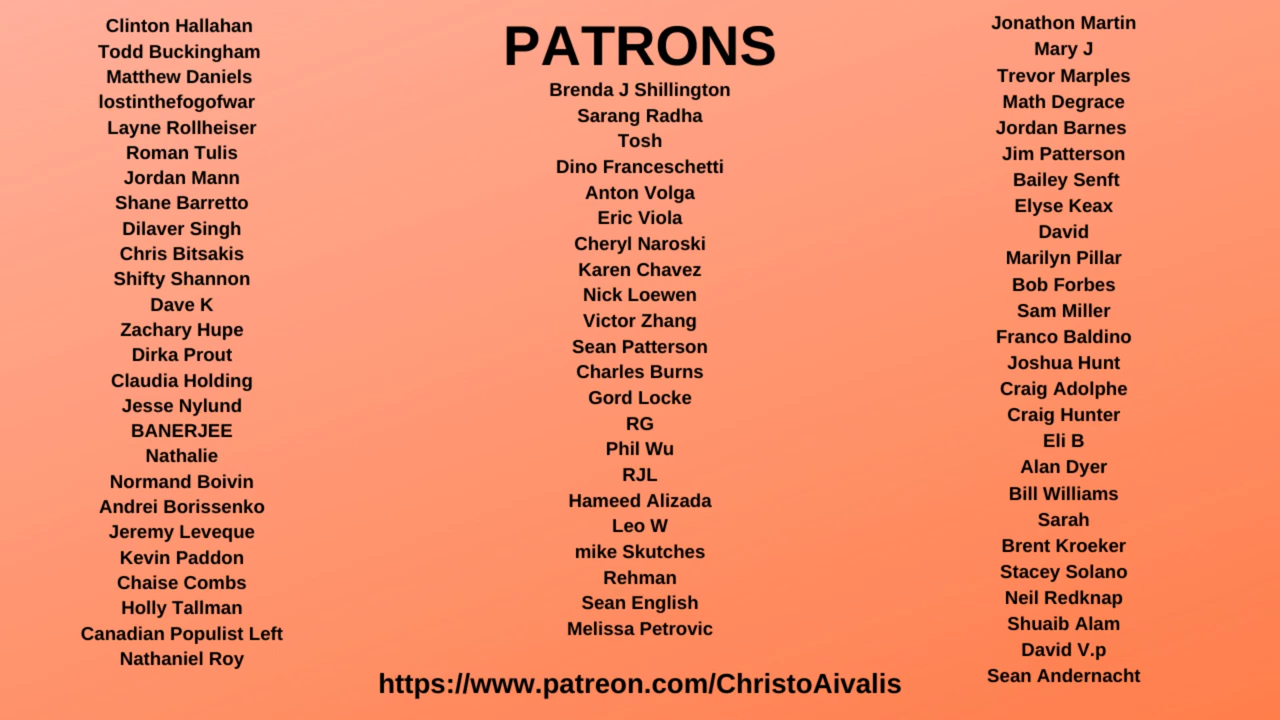 Clinton Hallahan
Todd Buckingham
Matthew Daniels
lostinthefogofwar
Layne Rollheiser
Roman Tulis
Jordan Mann
Shane Barretto
Dilaver Singh
Chris Bitsakis
Shifty Shannon
Dave K
Zachary Hupe
Dirka Prout
Claudia Holding
Jesse Nylund
BANERJEE
Nathalie
Normand Boivin
Andrei Borissenko
Jeremy Leveque
Kevin Paddon
Chaise Combs
Holly Tallman
Canadian Populist Left
Nathaniel Roy
PATRONS
Brenda J Shillington
Sarang Radha
Tosh
Dino Franceschetti
Anton Volga
Eric Viola
Cheryl Naroski
Karen Chavez
Nick Loewen
Victor Zhang
Sean Patterson
Charles Burns
Gord Locke
RG
Phil Wu
RJL
Hameed Alizada
Leo W
mike Skutches
Rehman
Sean English
Melissa Petrovic
https://www.patreon.com/ChristoAivalis
Jonathon Martin
Mary J
Trevor Marples
Math Degrace
Jordan Barnes
Jim Patterson
Bailey Senft
Elyse Keax
David
Marilyn Pillar
Bob Forbes
Sam Miller
Franco Baldino
Joshua Hunt
Craig Adolphe
Craig Hunter
Eli B
Alan Dyer
Bill Williams
Sarah
Brent Kroeker
Stacey Solano
Neil Redknap
Shuaib Alam
David V.p
Sean Andernacht